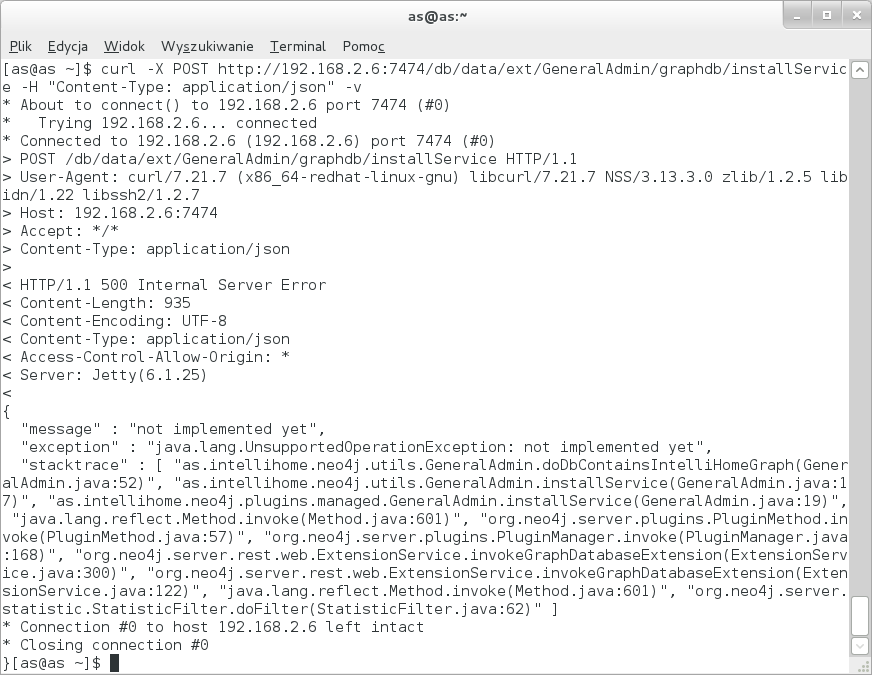 as@as:~
Plik Edycja Widok Wyszukiwanie Terminal Pomoc
[as@as ~]$ curl -X POST http://192.168.2.6:7474/db/data/ext/GeneralAdmin/graphdb/installServic
e -H "Content-Type: application/json" -v
* About to connect() to 192.168.2.6 port 7474 (#0)
*   Trying 192.168.2.6... connected
* Connected to 192.168.2.6 (192.168.2.6) port 7474 (#0)
> POST /db/data/ext/GeneralAdmin/graphdb/installService HTTP/1.1
> User-Agent: curl/7.21.7 (x86_64-redhat-linux-gnu) libcurl/7.21.7 NSS/3.13.3.0 zlib/1.2.5 lib
idn/1.22 libssh2/1.2.7
> Host: 192.168.2.6:7474
> Accept: */*
> Content-Type: application/json
>
< HTTP/1.1 500 Internal Server Error
< Content-Length: 935
< Content-Encoding: UTF-8
< Content-Type: application/json
< Access-Control-Allow-Origin: *
< Server: Jetty(6.1.25)
<
{
  "message" : "not implemented yet",
  "exception" : "java.lang.UnsupportedOperationException: not implemented yet",
  "stacktrace" : [ "as.intellihome.neo4j.utils.GeneralAdmin.doDbContainsIntelliHomeGraph(Gener
alAdmin.java:52)", "as.intellihome.neo4j.utils.GeneralAdmin.installService(GeneralAdmin.java:1
7)", "as.intellihome.neo4j.plugins.managed.GeneralAdmin.installService(GeneralAdmin.java:19)",
 "java.lang.reflect.Method.invoke(Method.java:601)", "org.neo4j.server.plugins.PluginMethod.in
voke(PluginMethod.java:57)", "org.neo4j.server.plugins.PluginManager.invoke(PluginManager.java
:168)", "org.neo4j.server.rest.web.ExtensionService.invokeGraphDatabaseExtension(ExtensionServ
ice.java:300)", "org.neo4j.server.rest.web.ExtensionService.invokeGraphDatabaseExtension(Exten
sionService.java:122)", "java.lang.reflect.Method.invoke(Method.java:601)", "org.neo4j.server.
statistic.StatisticFilter.doFilter(StatisticFilter.java:62)" ]
* Connection #0 to host 192.168.2.6 left intact
* Closing connection #0
}[as@as ~]$